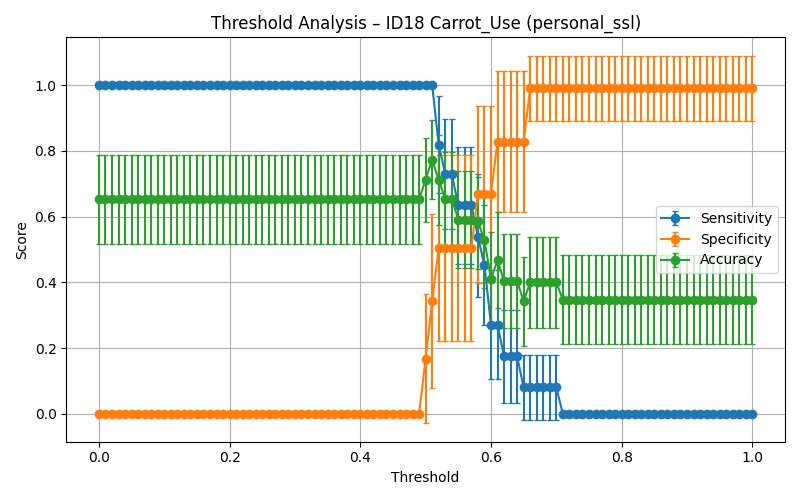 Threshold Analysis – ID18 Carrot_Use (personal_ssl)
Score
1.0
0.8
0.6
0.4
0.2
0.0
Sensitivity
Specificity
Accuracy
0.0
0.2
0.4
0.6
0.8
1.0
Threshold